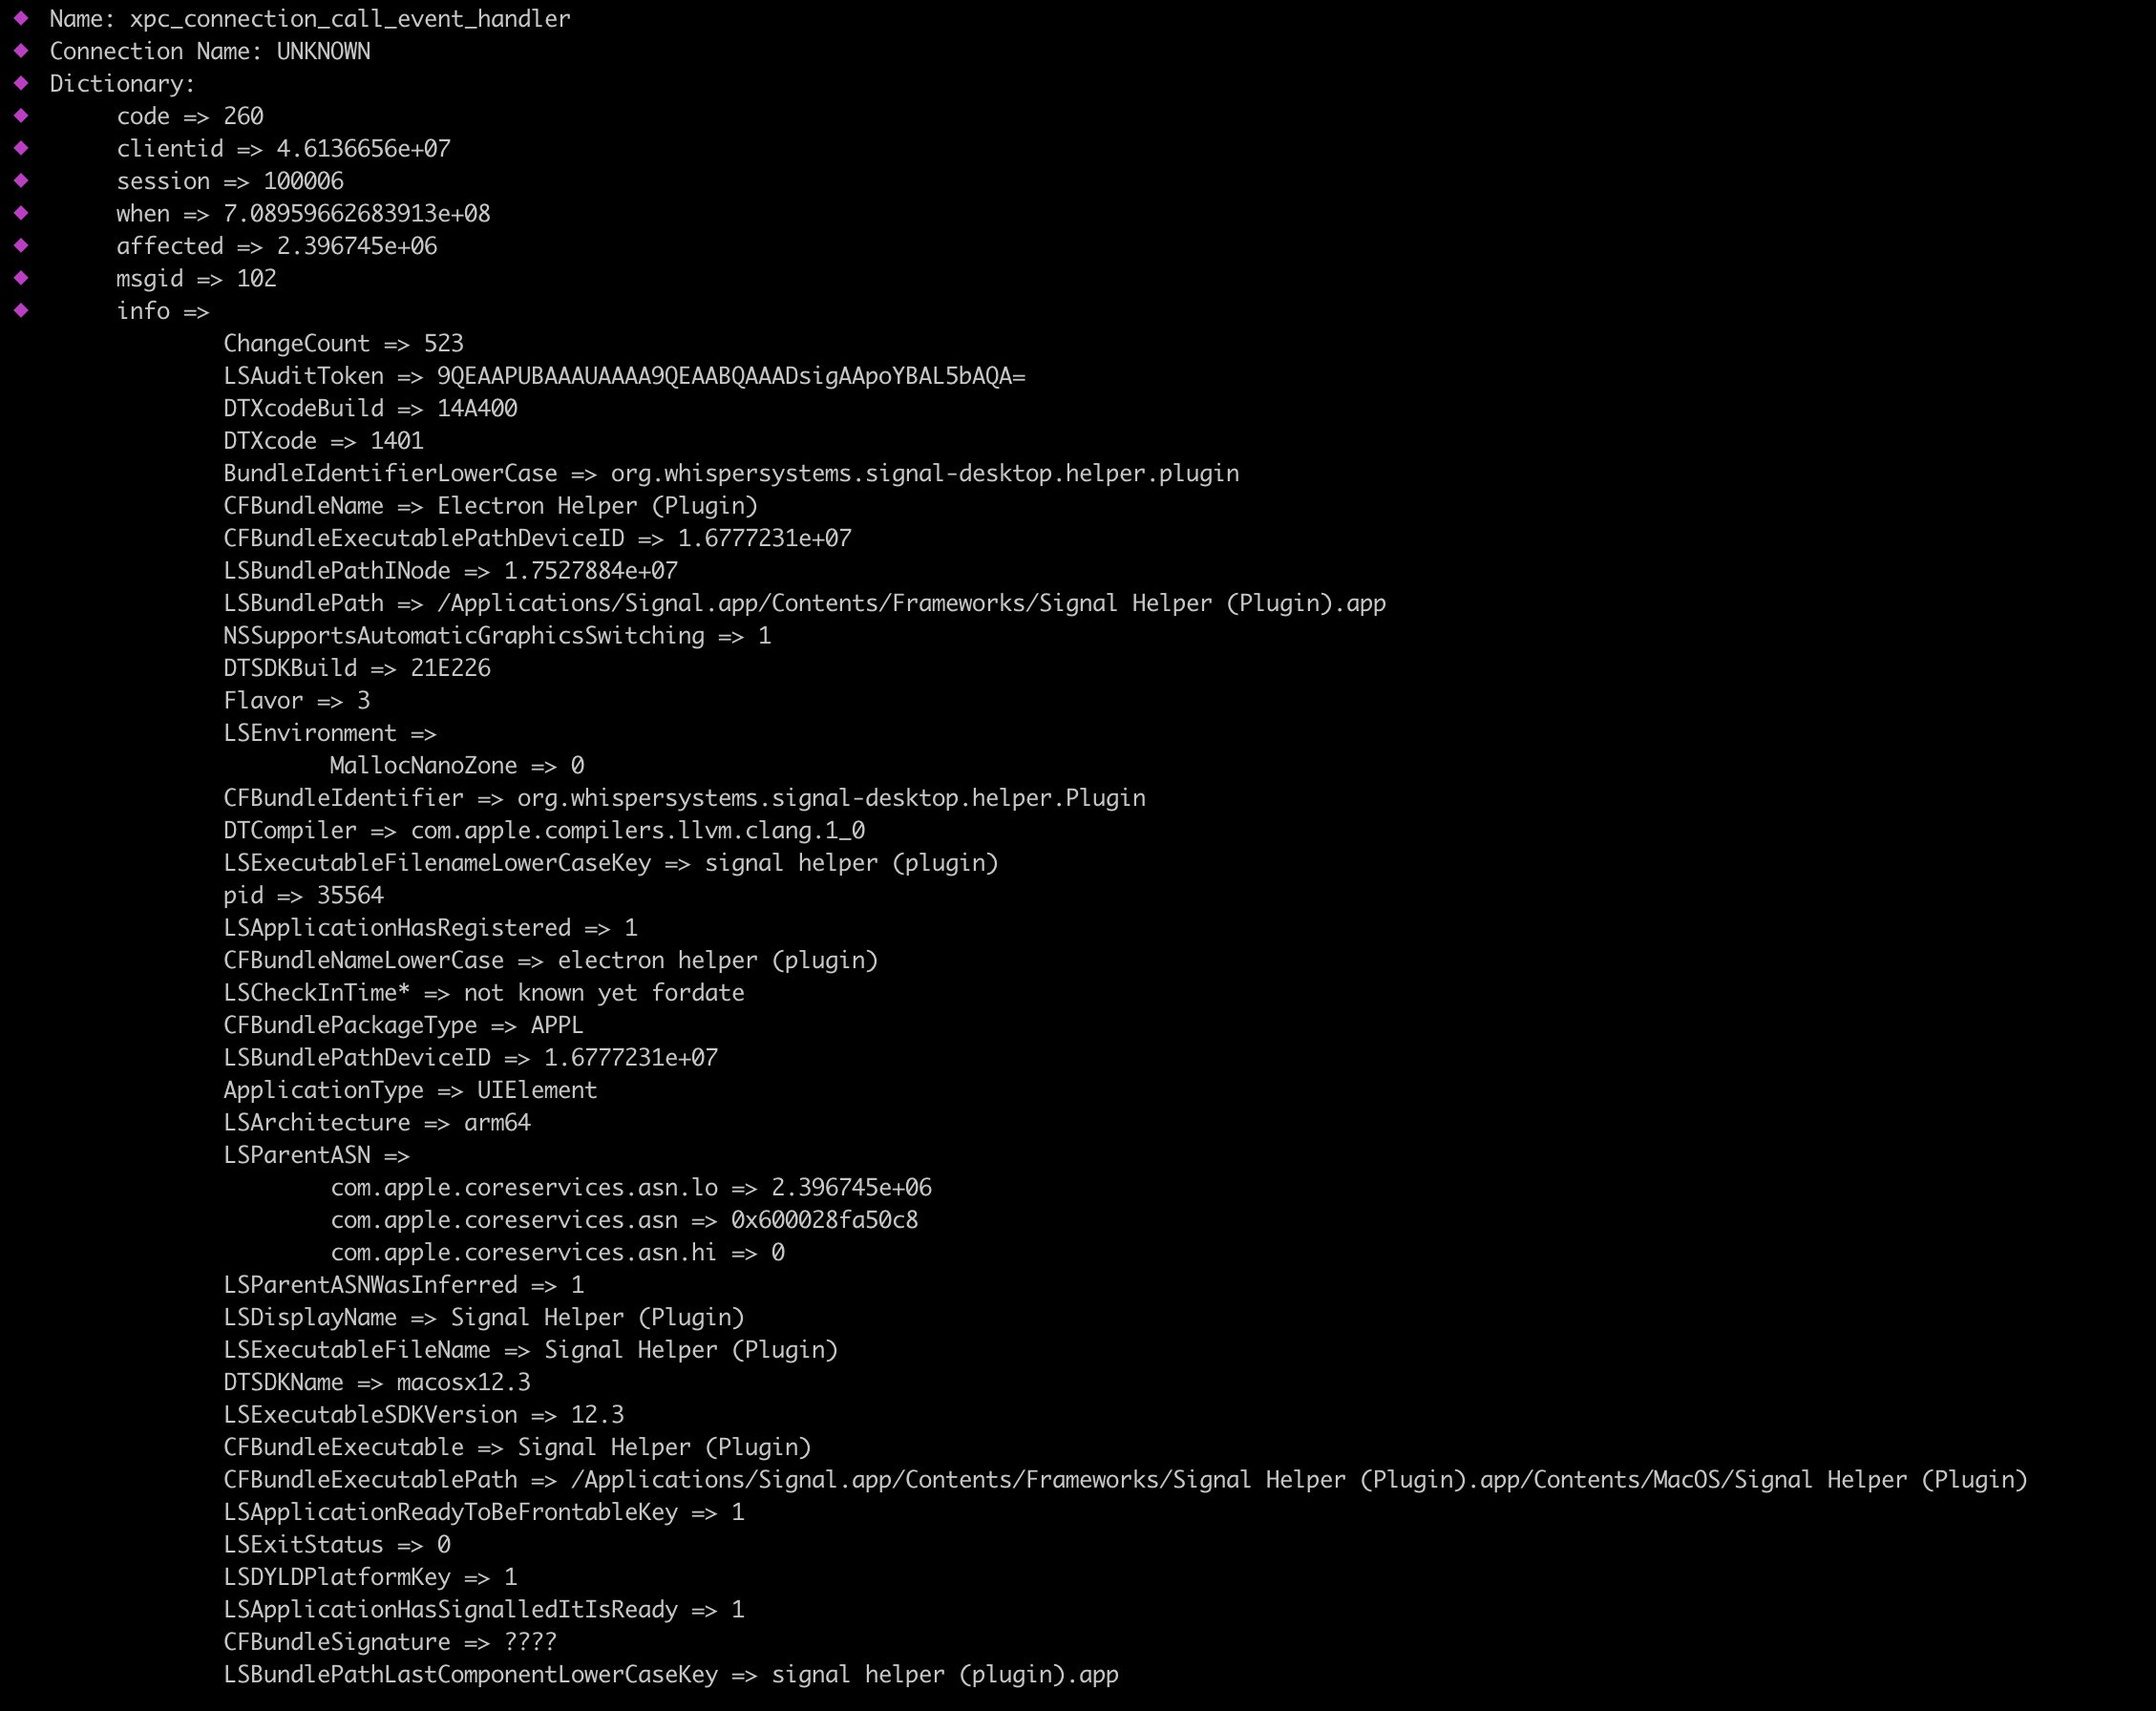 Name: xpc_connection_call_event_handler
Connection Name: UNKNOWN
Dictionary:
code => 260
clientid => 4.6136656e+07
session => 100006
when => 7.08959662683913e+08
affected => 2.396745e+06
msgid => 102
info =>
ChangeCount => 523
LSAuditToken => 9QEAAPUBAAAUAAAA9QEAABQAAADsigAApoYBAL5bAQA=
DTXcodeBuild => 14A400
DTXcode => 1401
BundleIdentifierLowerCase => org.whispersystems.signal-desktop.helper.plugin
CFBundleName => Electron Helper (Plugin)
CFBundleExecutablePathDeviceID => 1.6777231e+07
LSBundlePathINode => 1.7527884e+07
LSBundlePath => /Applications/Signal.app/Contents/Frameworks/Signal Helper (Plugin).app
NSSupportsAutomaticGraphicsSwitching => 1
DTSDKBuild => 21E226
Flavor => 3
LSEnvironment =>
MallocNanoZone => 0
CFBundleIdentifier => org.whispersystems.signal-desktop.helper.Plugin
DTCompiler => com.apple.compilers.llvm.clang.1_0
LSExecutableFilenameLowerCaseKey => signal helper (plugin)
pid => 35564
LSApplicationHasRegistered => 1
CFBundleNameLowerCase => electron helper (plugin)
LSCheckInTime* => not known yet fordate
CFBundlePackageType => APPL
LSBundlePathDeviceID => 1.6777231e+07
ApplicationType => UIElement
LSArchitecture => arm64
LSParentASN =>
com.apple.coreservices.asn.lo => 2.396745e+06
com.apple.coreservices.asn => 0x600028fa50c8
com.apple.coreservices.asn.hi => 0
LSParentASNWasInferred => 1
LSDisplayName => Signal Helper (Plugin)
LSExecutableFileName => Signal Helper (Plugin)
DTSDKName => macosx12.3
LSExecutableSDKVersion => 12.3
CFBundleExecutable => Signal Helper (Plugin)
CFBundleExecutablePath => /Applications/Signal.app/Contents/Frameworks/Signal Helper (Plugin).app/Contents/MacOS/Signal Helper (Plugin)
LSApplicationReadyToBeFrontableKey => 1
LSExitStatus => 0
LSDYLDPlatformKey => 1
LSApplicationHasSignalledItIsReady => 1
CFBundleSignature => ????
LSBundlePathLastComponentLowerCaseKey => signal helper (plugin).app